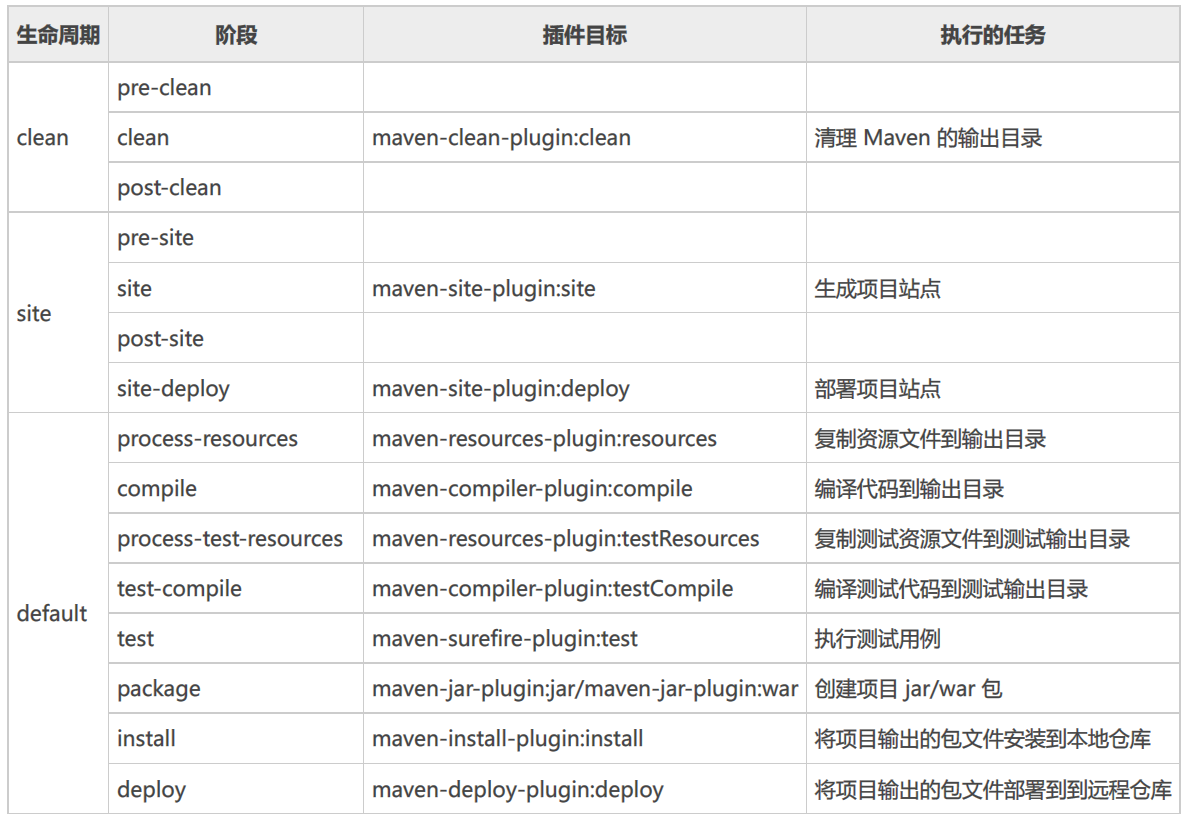 生命周期 阶段 插件目标 执行的任务
pre-clean
clean clean maven-clean-plugin:clean 清理 Maven 的输出目录
post-clean
pre-site
site maven-site-plugin:site 生成项目站点
site
post-site
site-deploy maven-site-plugin:deploy 部署项目站点
process-resources maven-resources-plugin:resources 复制资源文件到输出目录
compile maven-compiler-plugin:compile 编译代码到输出目录
process-test-resources maven-resources-plugin:testResources 复制测试资源文件到测试输出目录
test-compile maven-compiler-plugin:testCompile 编译测试代码到测试输出目录
default
test maven-surefire-plugin:test 执行测试用例
package maven-jar-plugin:jar/maven-jar-plugin:war 创建项目 jar/war 包
install maven-install-plugin:install 将项目输出的包文件安装到本地仓库
deploy maven-deploy-plugin:deploy 将项目输出的包文件部署到到远程仓库